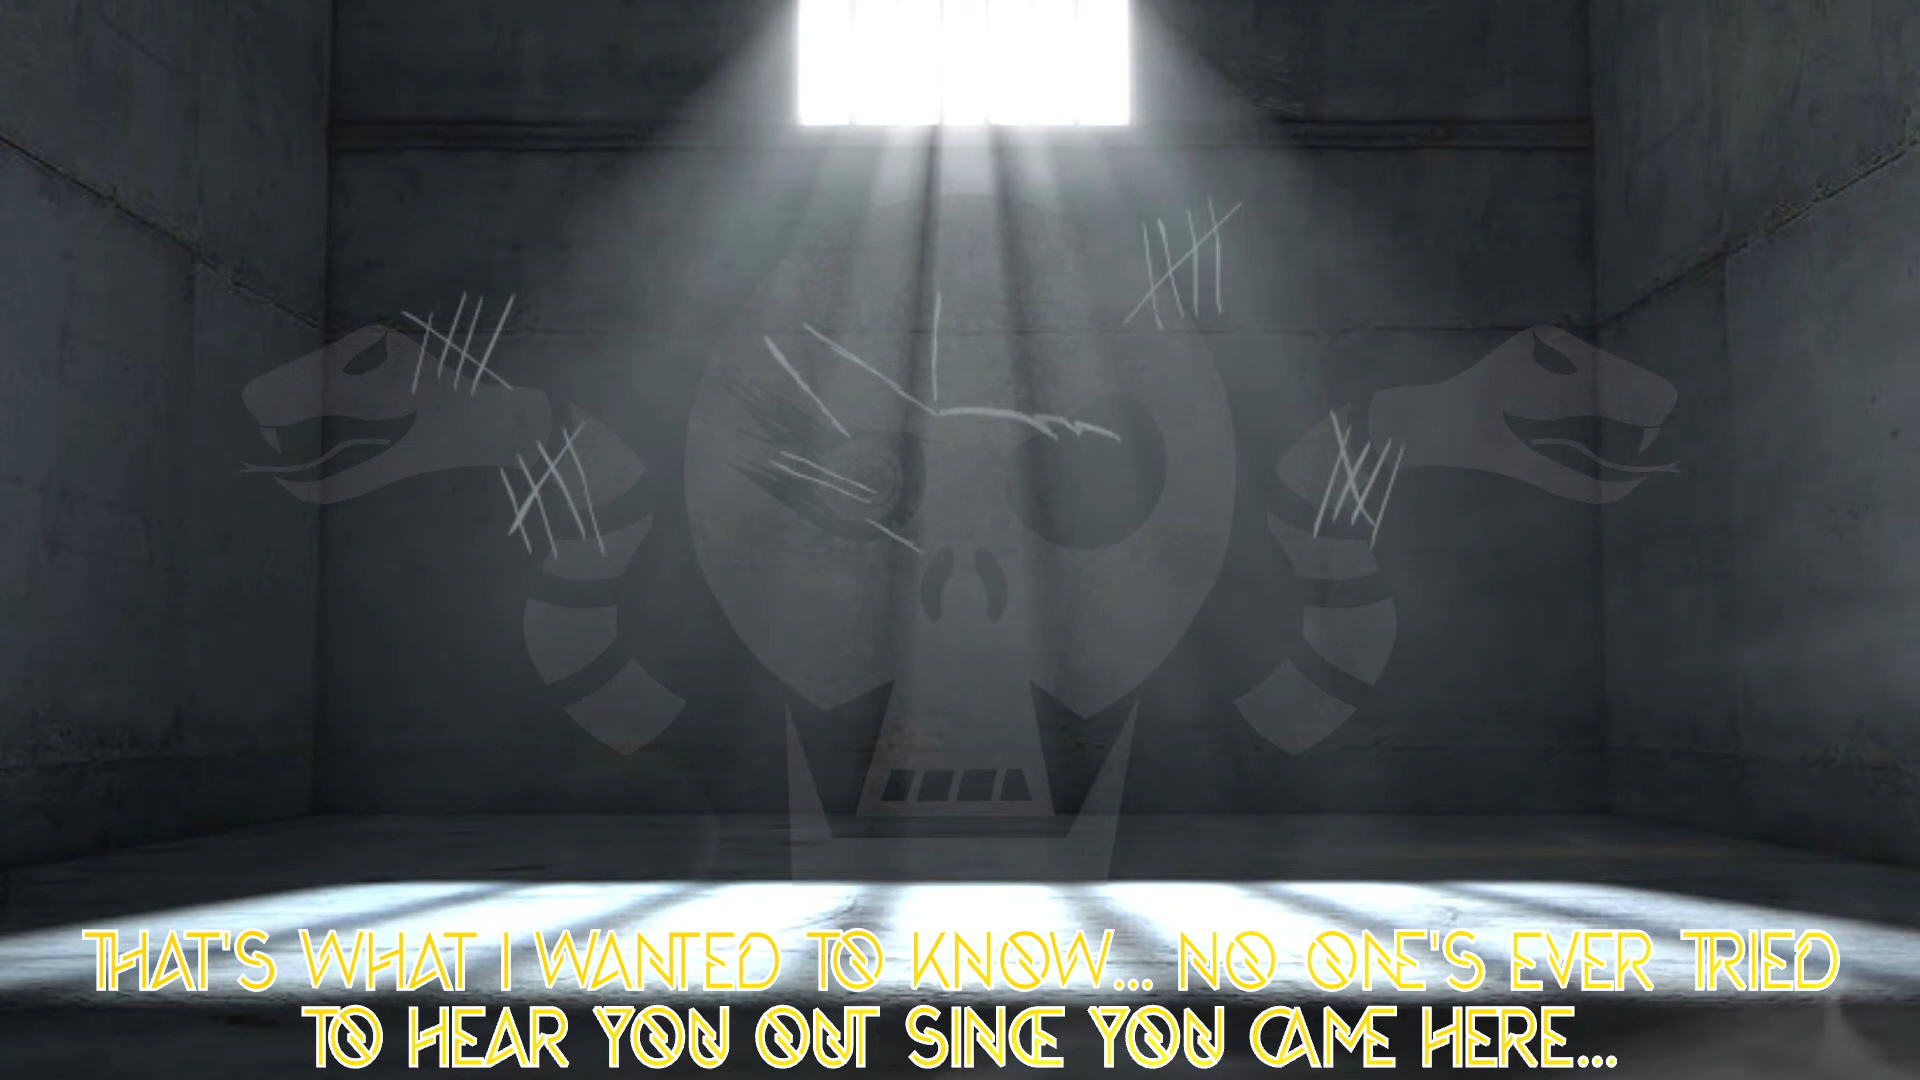 THAT'S WHAT I WANTED TO KNOW... NO ONE'S EVER TRIED
TO HEAR YOU OUT SINCE YOU CAME HERE...